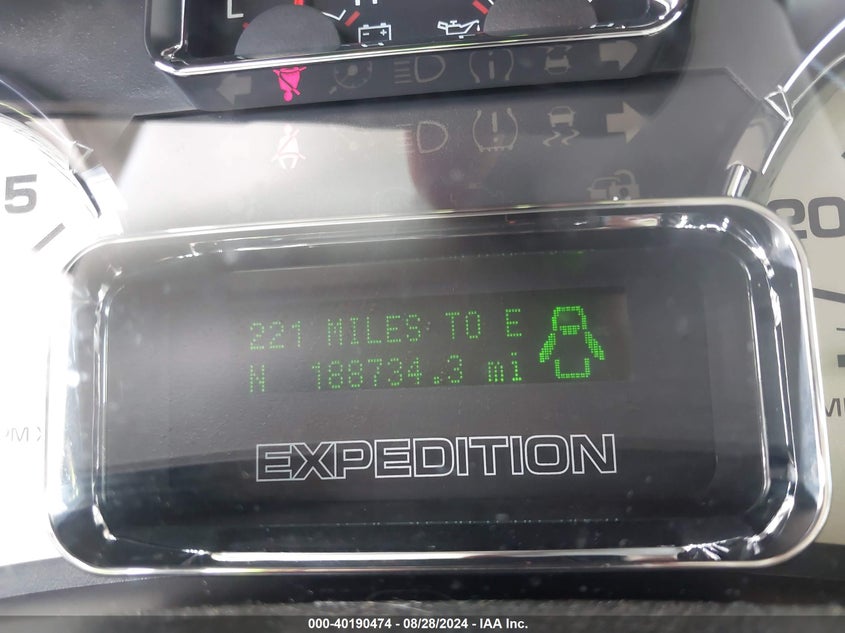 5
20
221 MILES TO E
N 188734.3 mi
EXPEDITION
000-40190474 - 08/28/2024 - IAA Inc.